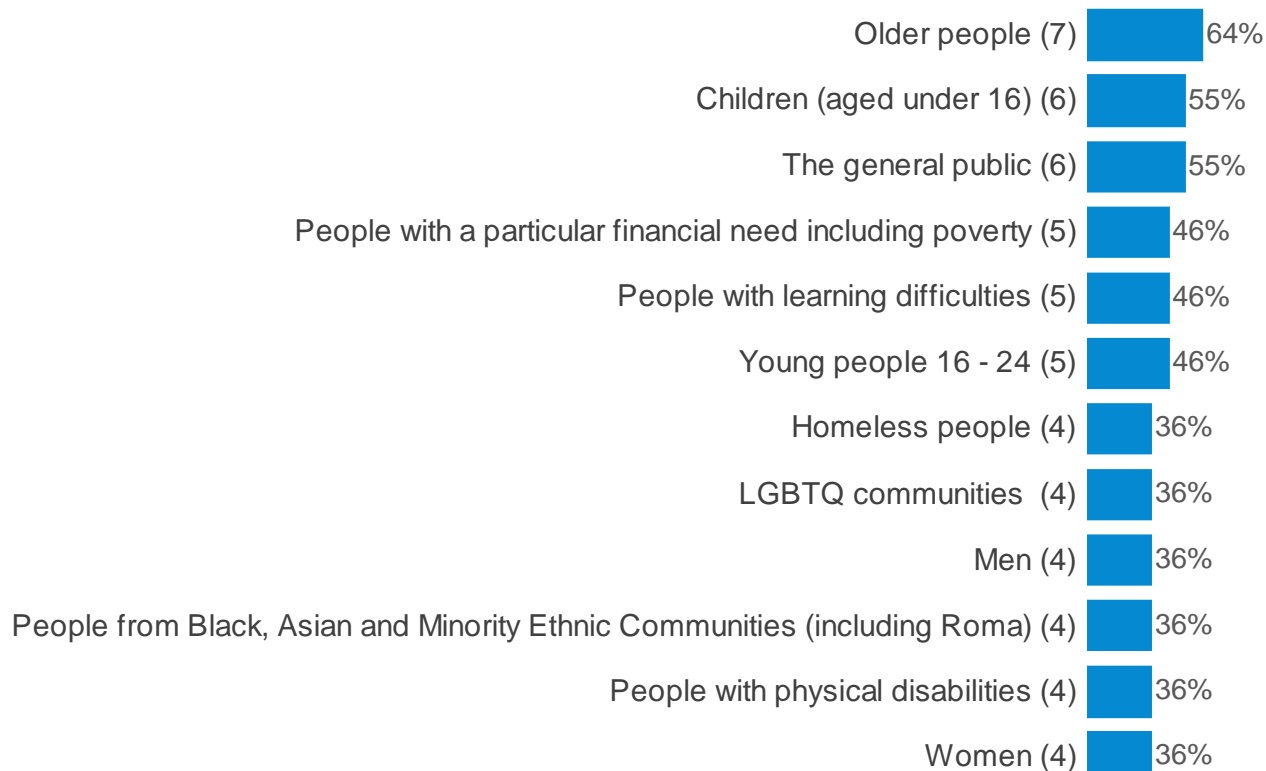 Older people (7) 64%
Children (aged under 16) (6) 55%
The general public (6) 55%
People with a particular financial need including poverty (5) 46%
People with learning difficulties (5) 46%
Young people 16 - 24 (5) 46%
Homeless people (4) 36%
LGBTQ communities  (4) 36%
Men (4) 36%
People from Black, Asian and Minority Ethnic Communities (including Roma) (4) 36%
People with physical disabilities (4) 36%
Women (4) 36%